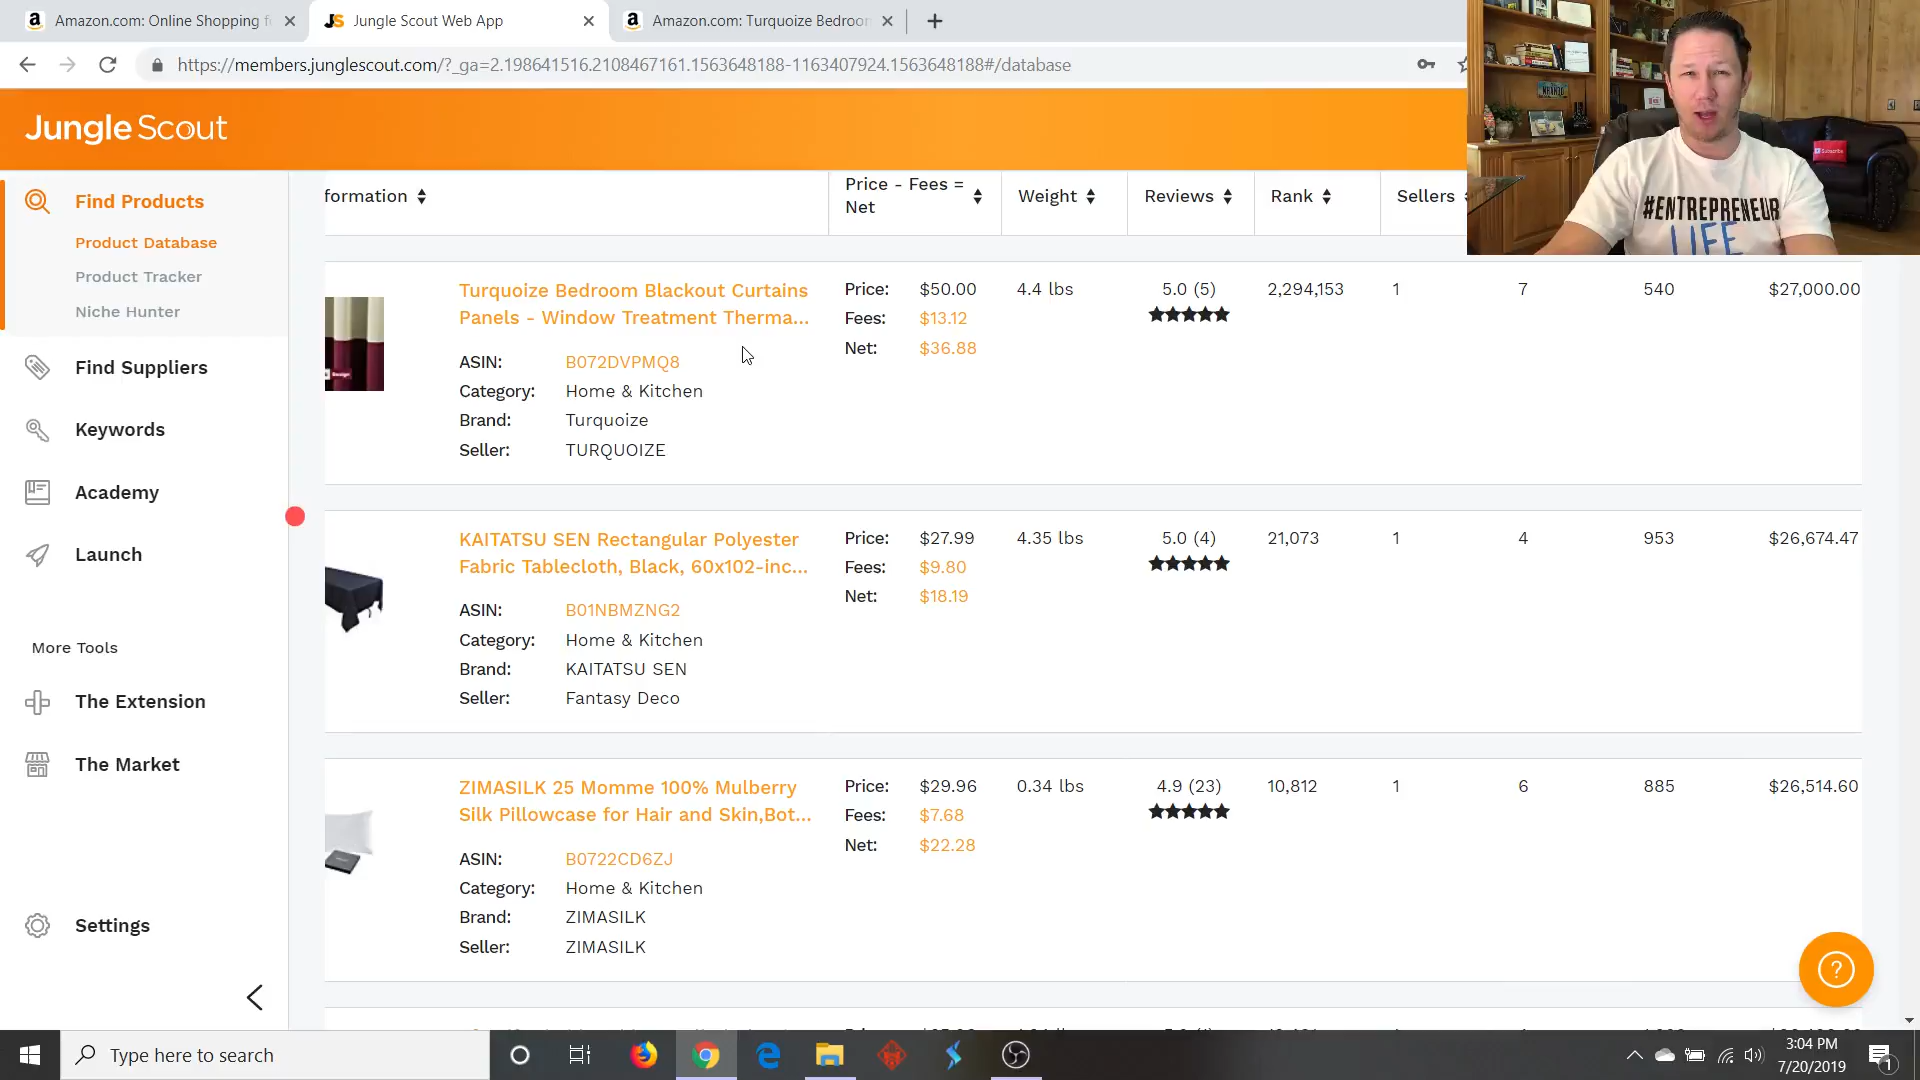 Amazon.com: Online Shopping f
Jungle Scout Web App
Amazon.com: Turquoize Bedroo
https://members.junglescout.com/?_ga=2.198641516.2108467161.1563648188-1163407924.1563648188#/database
Jungle Scout
#ENTREPRENEUR
LIFE
Find Products
Product Database
Product Tracker
Niche Hunter
Find Suppliers
Keywords
Academy
Launch
More Tools
The Extension
The Market
Settings
formation
Price - Fees =
Net
Weight
Reviews
Rank
Sellers
Turquoize Bedroom Blackout Curtains
Panels - Window Treatment Therma...
ASIN: B072DVPMQ8
Category: Home & Kitchen
Brand: Turquoize
Seller: TURQUOIZE
Price: $50.00
Fees: $13.12
Net: $36.88
4.4 lbs
5.0 (5)
2,294,153
1
7
540
$27,000.00
KAITATSU SEN Rectangular Polyester
Fabric Tablecloth, Black, 60x102-inc...
ASIN: B01NBMZNG2
Category: Home & Kitchen
Brand: KAITATSU SEN
Seller: Fantasy Deco
Price: $27.99
Fees: $9.80
Net: $18.19
4.35 lbs
5.0 (4)
21,073
1
4
953
$26,674.47
ZIMASILK 25 Momme 100% Mulberry
Silk Pillowcase for Hair and Skin,Bot...
ASIN: B0722CD6ZJ
Category: Home & Kitchen
Brand: ZIMASILK
Seller: ZIMASILK
Price: $29.96
Fees: $7.68
Net: $22.28
0.34 lbs
4.9 (23)
10,812
1
6
885
$26,514.60
?
Type here to search
3:04 PM
7/20/2019
1